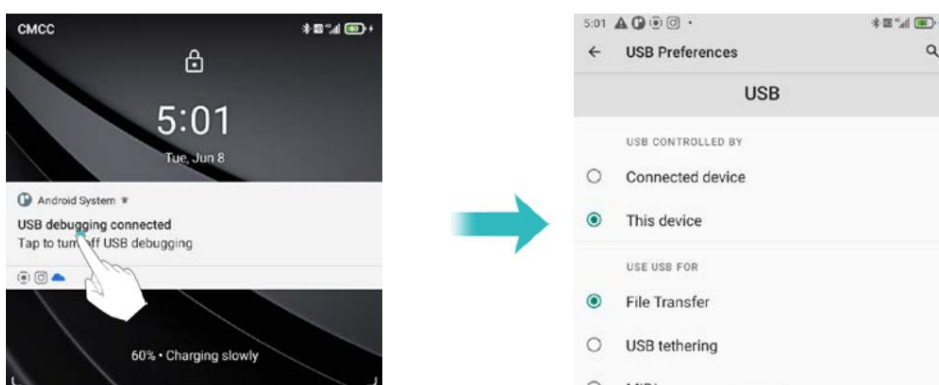 CMCC
5:01
Tue, Jun 8
Android System
USB debugging connected
Tap to turn off USB debugging
60% • Charging slowly
5:01
USB Preferences
USB
USB CONTROLLED BY
Connected device
This device
USE USB FOR
File Transfer
USB tethering